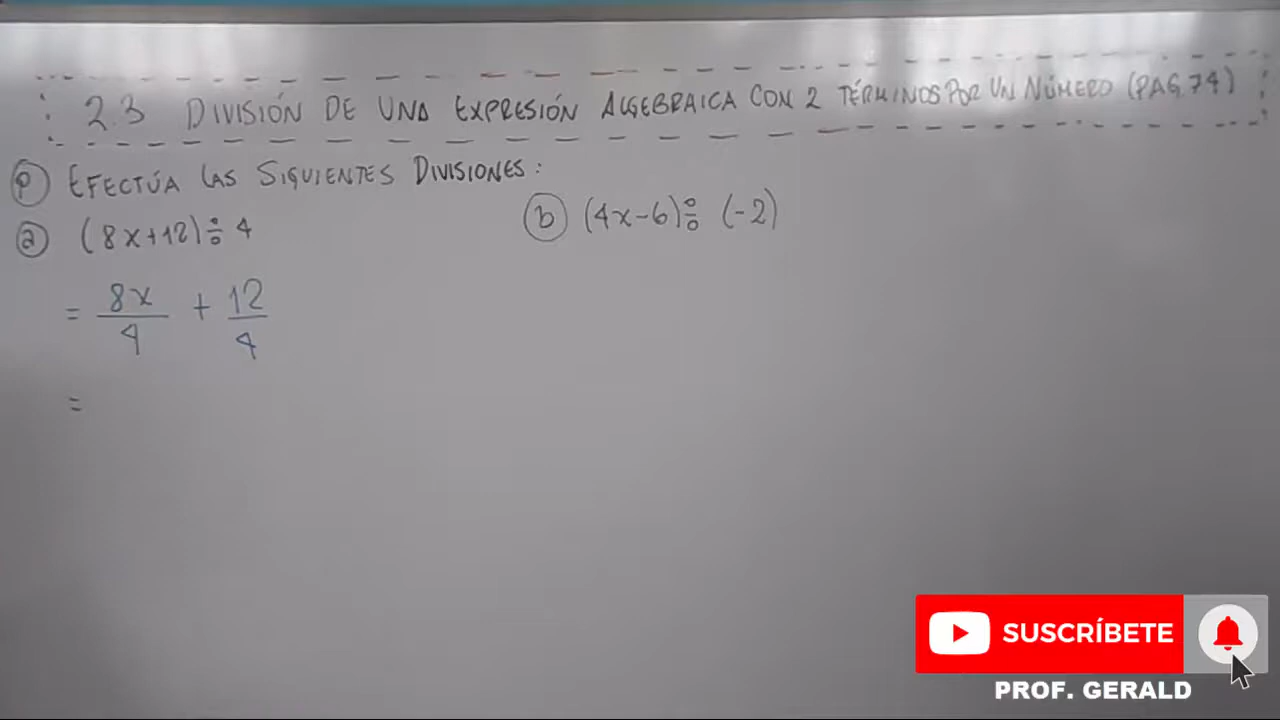 2.3 DIVISIÓN DE UNA EXPRESIÓN ALGEBRAICA CON 2 TÉRMINOS POR UN NÚMERO (PAG.74)
P EFECTÚA LAS SIGUIENTES DIVISIONES:
a (8x+12)÷4
b (4x-6)÷(-2)
= 8x/4 + 12/4
=
SUSCRÍBETE
PROF. GERALD